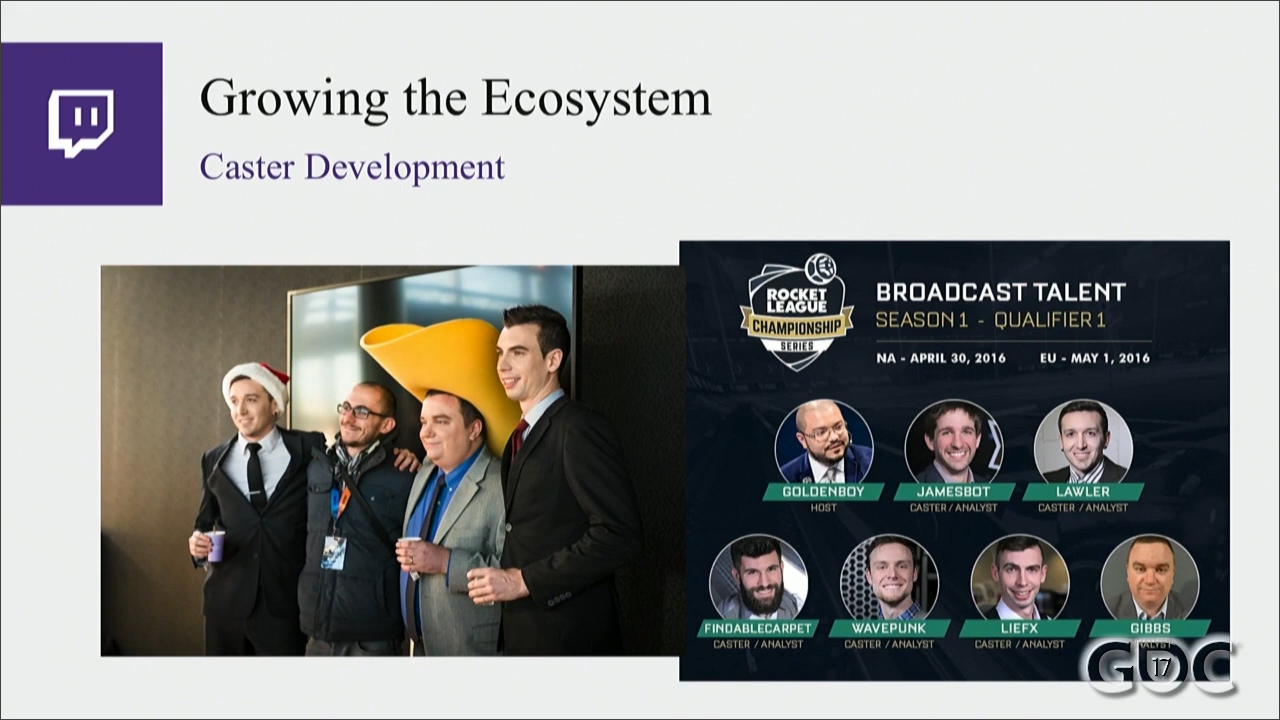 Growing the Ecosystem
Caster Development
ROCKET
LEAGUE
CHAMPIONSHIP
SERIES
BROADCAST TALENT
SEASON 1 - QUALIFIER 1
NA - APRIL 30, 2016 EU - MAY 1, 2016
GOLDENBOY JAMESBOT LAWLER
HOST CASTER / ANALYST CASTER / ANALYST
FINDABLECARPET WAVEPUNK LIEFX GIBBS
CASTER / ANALYST CASTER / ANALYST CASTER / ANALYST
GDC
17